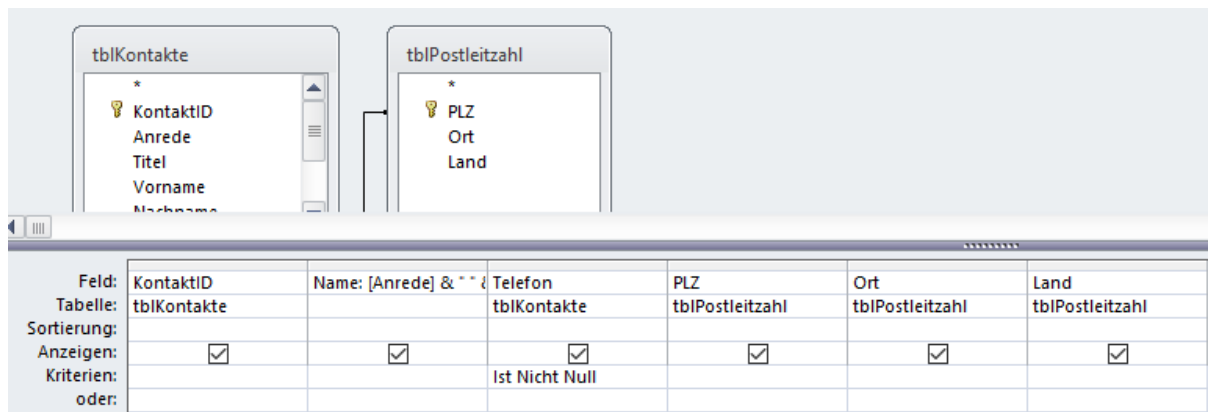 tblKontakte tblPostleitzahl
* *
KontaktID PLZ
Anrede Ort
Titel Land
Vorname
Nachname
Feld: KontaktID Name: [Anrede] & " " & Telefon PLZ Ort Land
Tabelle: tblKontakte tblKontakte tblPostleitzahl tblPostleitzahl tblPostleitzahl
Sortierung:
Anzeigen:
Kriterien: Ist Nicht Null
oder: